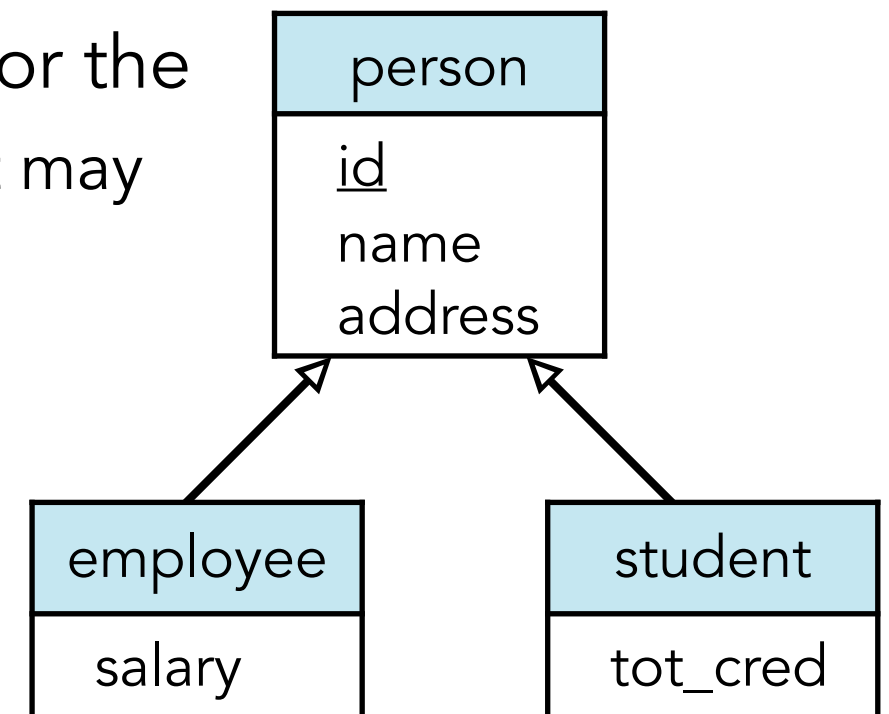 or the
may
person
id
name
address
employee
salary
student
tot_cred